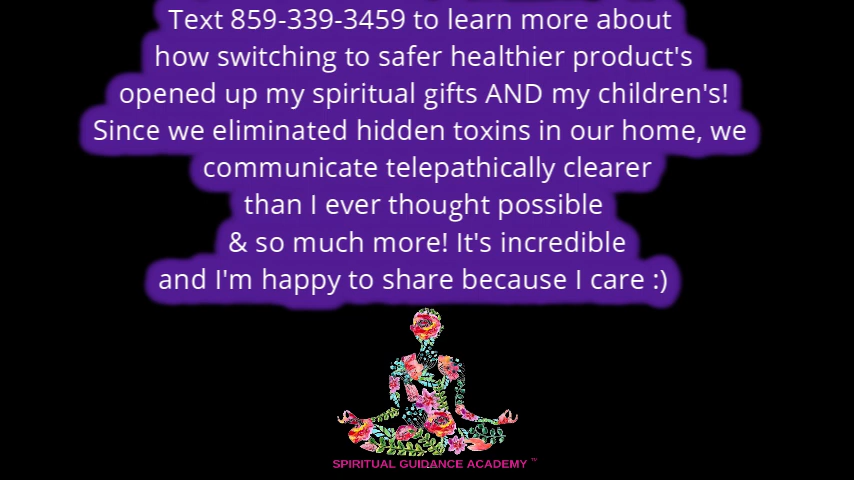 Text 859-339-3459 to learn more about
how switching to safer healthier product's
opened up my spiritual gifts AND my children's!
Since we eliminated hidden toxins in our home, we
communicate telepathically clearer
than I ever thought possible
& so much more! It's incredible
and I'm happy to share because I care :)
SPIRITUAL GUIDANCE ACADEMY ™